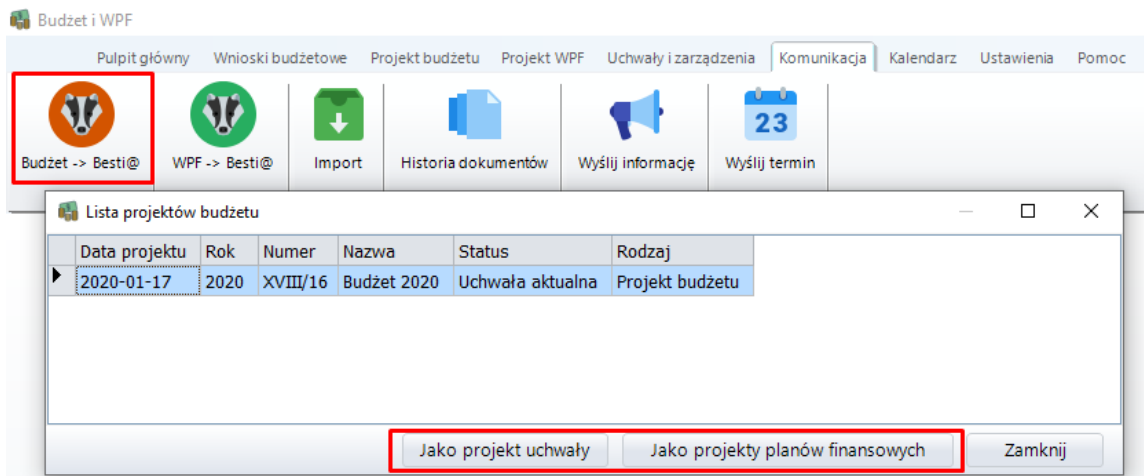 Budżet i WPF
Pulpit główny Wnioski budżetowe Projekt budżetu Projekt WPF Uchwały i zarządzenia Komunikacja Kalendarz Ustawienia Pomoc
23
Budżet -> Besti@ WPF -> Besti@ Import Historia dokumentów Wyślij informację Wyślij termin
Lista projektów budżetu
Data projektu Rok Numer Nazwa Status Rodzaj
2020-01-17 2020 XVIII/16 Budżet 2020 Uchwała aktualna Projekt budżetu
Jako projekt uchwały Jako projekty planów finansowych Zamknij